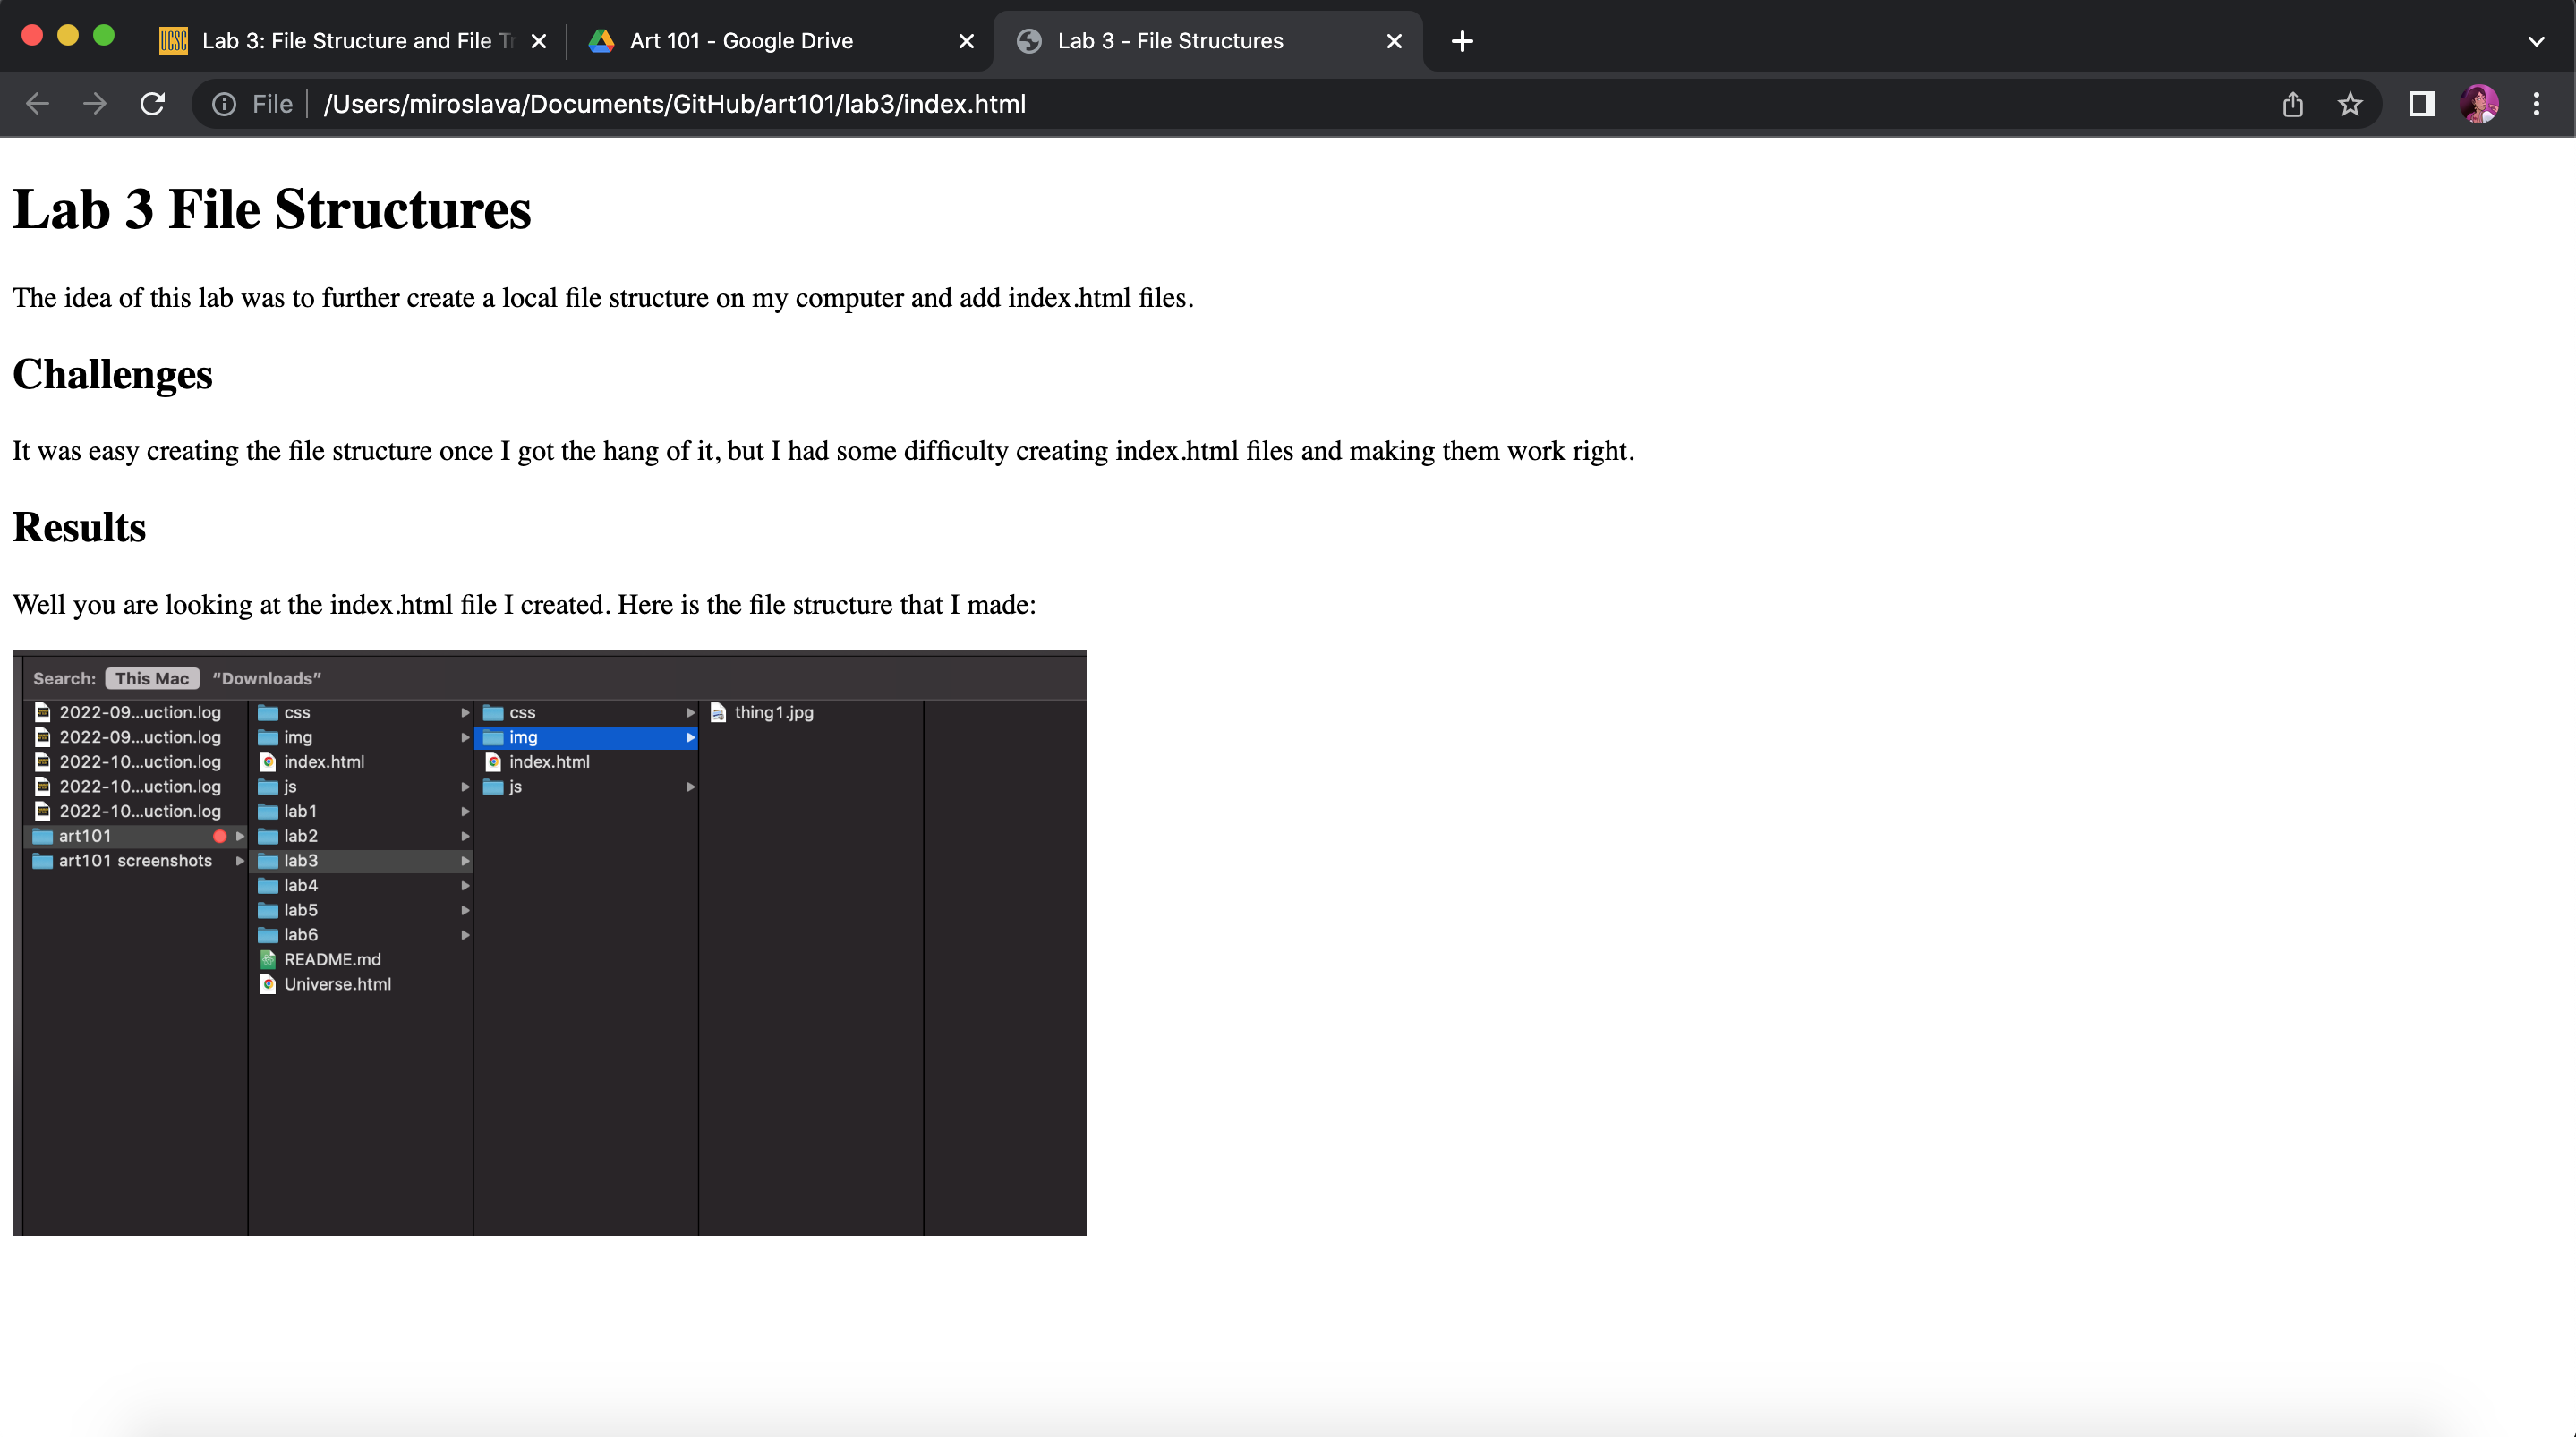 Lab 3: File Structure and File Tr
Art 101 - Google Drive
Lab 3 - File Structures
File
/Users/miroslava/Documents/GitHub/art101/lab3/index.html
Lab 3 File Structures
The idea of this lab was to further create a local file structure on my computer and add index.html files.
Challenges
It was easy creating the file structure once I got the hang of it, but I had some difficulty creating index.html files and making them work right.
Results
Well you are looking at the index.html file I created. Here is the file structure that I made:
Search: This Mac “Downloads”
2022-09...uction.log
2022-09...uction.log
2022-10...uction.log
2022-10...uction.log
2022-10...uction.log
art101
art101 screenshots
css
img
index.html
js
lab1
lab2
lab3
lab4
lab5
lab6
README.md
Universe.html
css
img
index.html
js
thing1.jpg